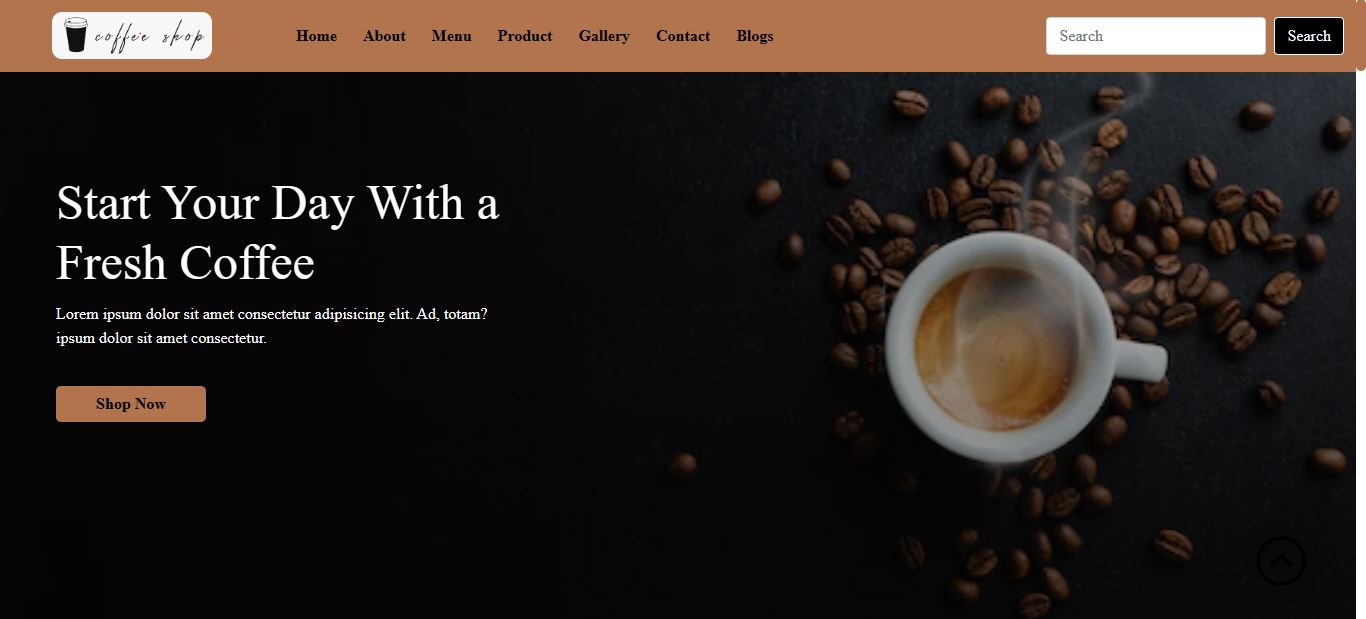 coffee shop
Home About Menu Product Gallery Contact Blogs
Search Search
Start Your Day With a
Fresh Coffee
Lorem ipsum dolor sit amet consectetur adipisicing elit. Ad, totam?
ipsum dolor sit amet consectetur.
Shop Now